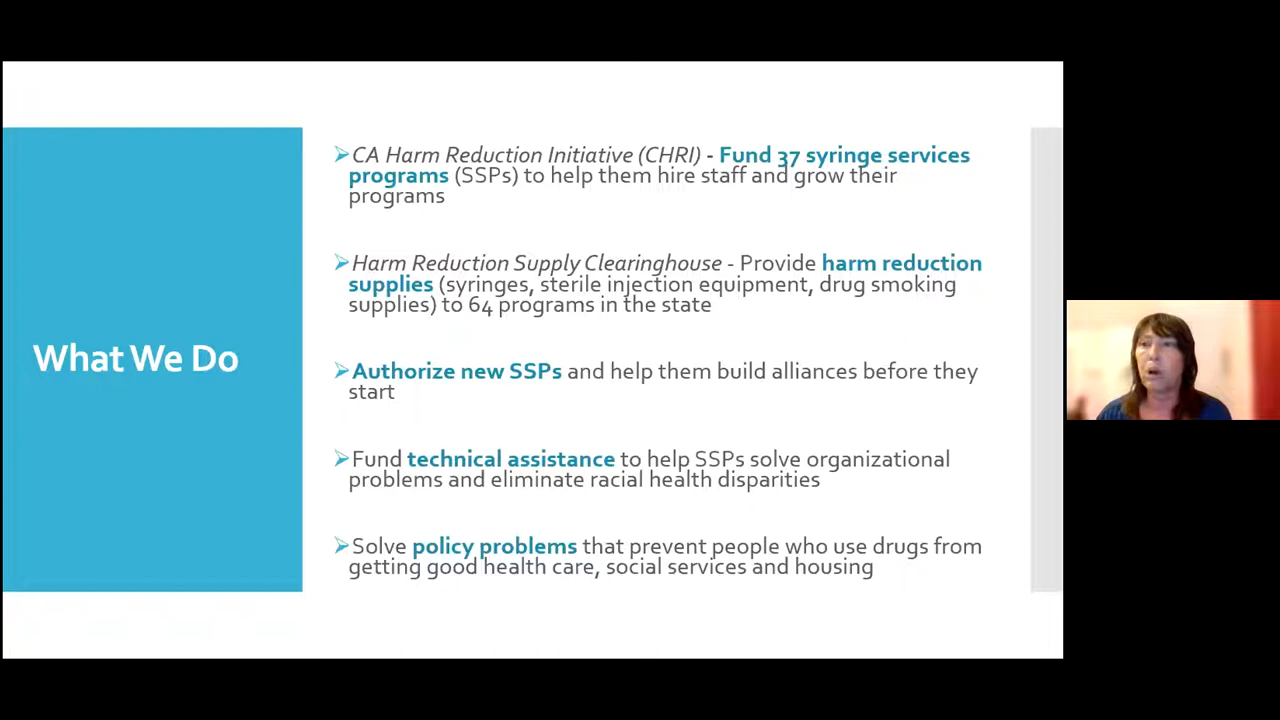 What We Do
CA Harm Reduction Initiative (CHRI) - Fund 37 syringe services
programs (SSPs) to help them hire staff and grow their
programs
Harm Reduction Supply Clearinghouse - Provide harm reduction
supplies (syringes, sterile injection equipment, drug smoking
supplies) to 64 programs in the state
Authorize new SSPs and help them build alliances before they
start
Fund technical assistance to help SSPs solve organizational
problems and eliminate racial health disparities
Solve policy problems that prevent people who use drugs from
getting good health care, social services and housing